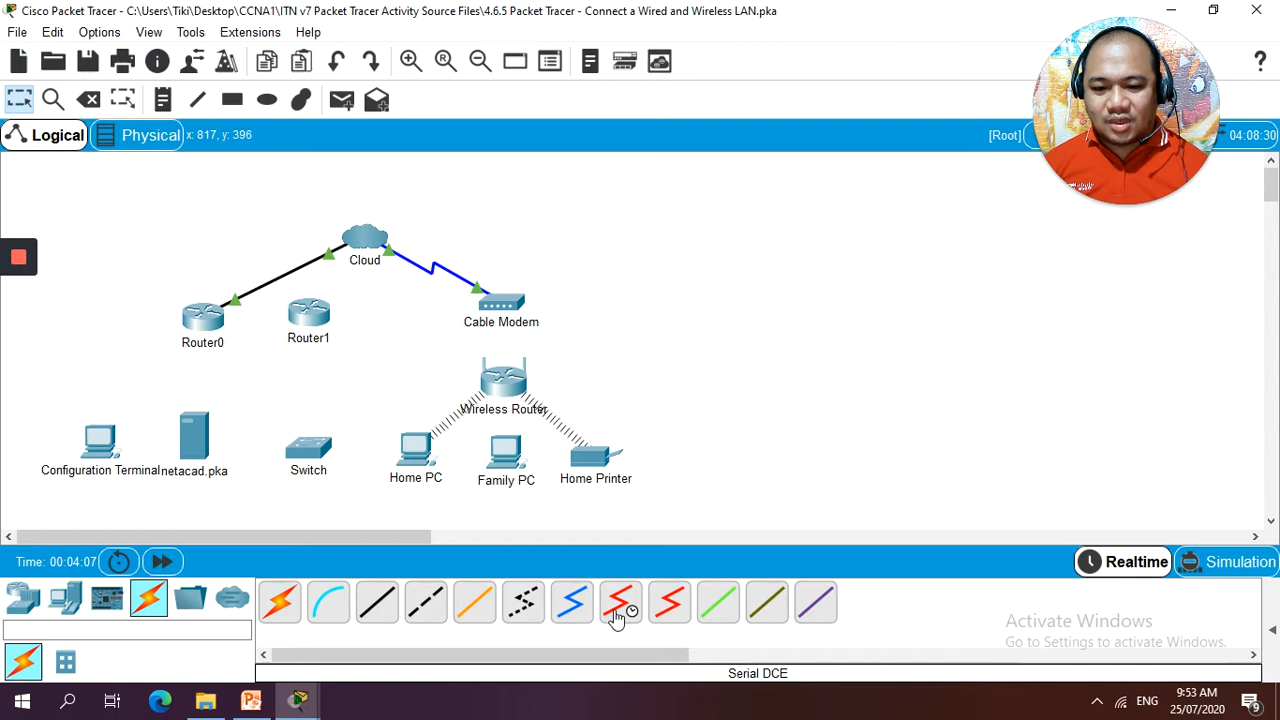 Cisco Packet Tracer - C:\Users\Tiki\Desktop\CCNA1\ITN v7 Packet Tracer Activity Source Files\4.6.5 Packet Tracer - Connect a Wired and Wireless LAN.pka
File Edit Options View Tools Extensions Help
Logical Physical x: 817, y: 396 [Root] 04:08:30
Cloud
Cable Modem
Router0
Router1
Wireless Router
Configuration Terminal
netacad.pka
Switch
Home PC
Family PC
Home Printer
Time: 00:04:07 Realtime Simulation
Activate Windows
Go to Settings to activate Windows.
Serial DCE
ENG
9:53 AM
25/07/2020
9